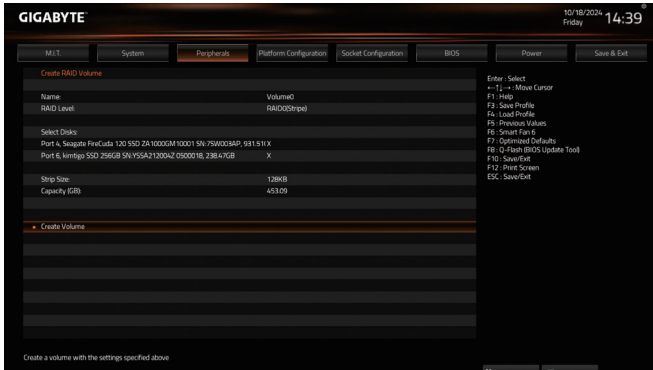 GIGABYTE
10/18/2024 Friday 14:39
M.I.T. System Peripherals Platform Configuration Socket Configuration BIOS Power Save & Exit
Create RAID Volume
Name: Volume0
RAID Level: RAID0(Stripe)
Select Disks:
Port 4, Seagate FireCuda 120 SSD ZA1000GM10001 SN:7SW003AP, 931.51( X
Port 6, kimtigo SSD 256GB SN:YSSA212004Z 0500018, 238.47GB X
Strip Size: 128KB
Capacity (GB): 453.09
Create Volume
Enter : Select
←↑↓→ : Move Cursor
F1 : Help
F3 : Save Profile
F4 : Load Profile
F5 : Previous Values
F6 : Smart Fan 6
F7 : Optimized Defaults
F8 : Q-Flash (BIOS Update Tool)
F10 : Save/Exit
F12 : Print Screen
ESC : Save/Exit
Create a volume with the settings specified above